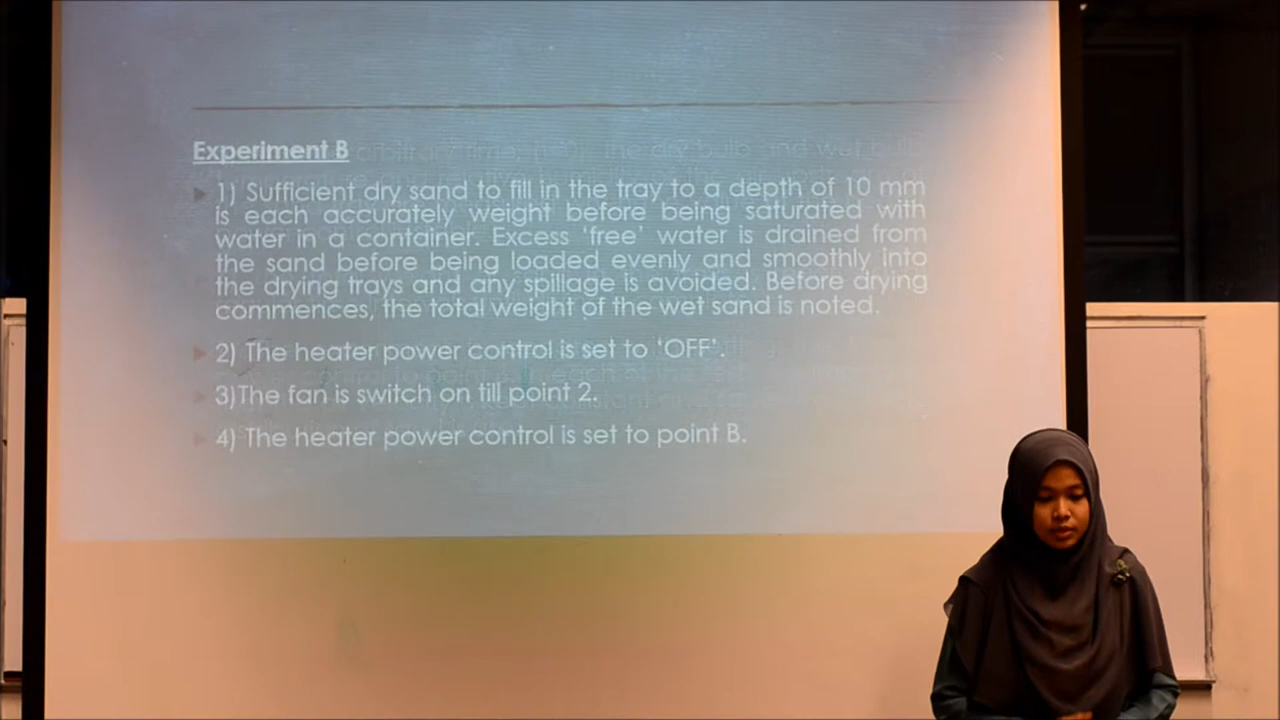 Experiment B
1) Sufficient dry sand to fill in the tray to a depth of 10 mm
is each accurately weight before being saturated with
water in a container. Excess ‘free’ water is drained from
the sand before being loaded evenly and smoothly into
the drying trays and any spillage is avoided. Before drying
commences, the total weight of the wet sand is noted.
2) The heater power control is set to ‘OFF’.
3)The fan is switch on till point 2.
4) The heater power control is set to point B.